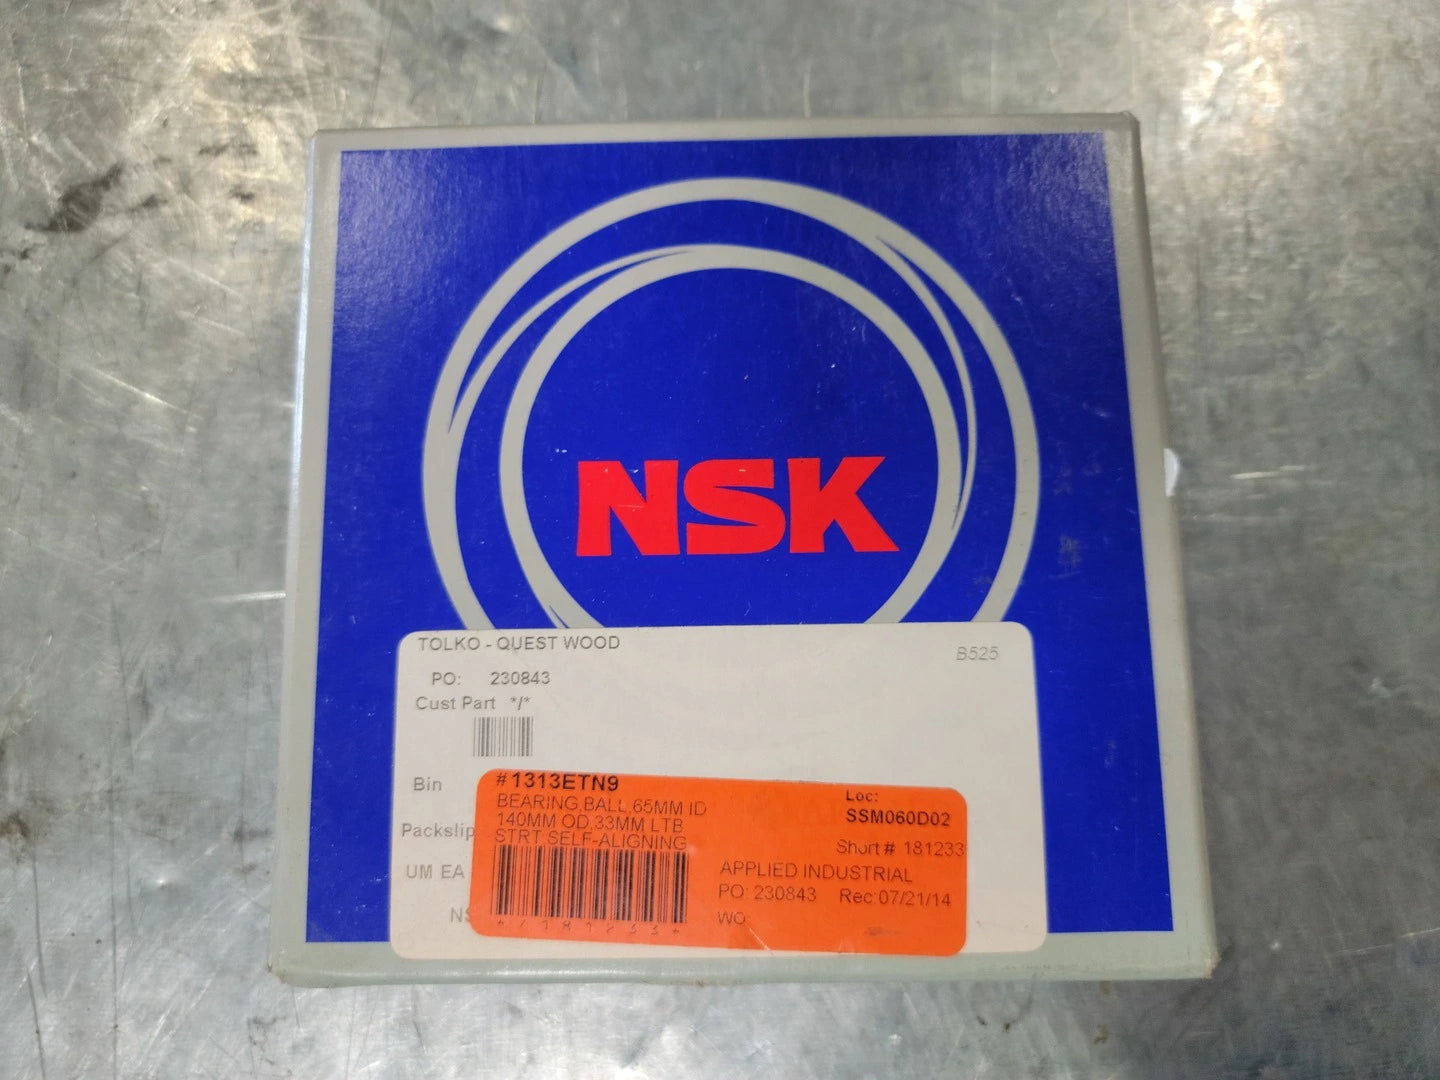 NSK
TOLKO - QUEST WOOD
B525
PO: 230843
Cust Part */*
Bin
Packslip
UM EA
NS
#1313ETN9
BEARING,BALL,65MM ID
140MM OD,33MM LTB
STRT SELF-ALIGNING
Loc:
SSM060D02
Short # 181233
APPLIED INDUSTRIAL
PO: 230843 Rec:07/21/14
WO: